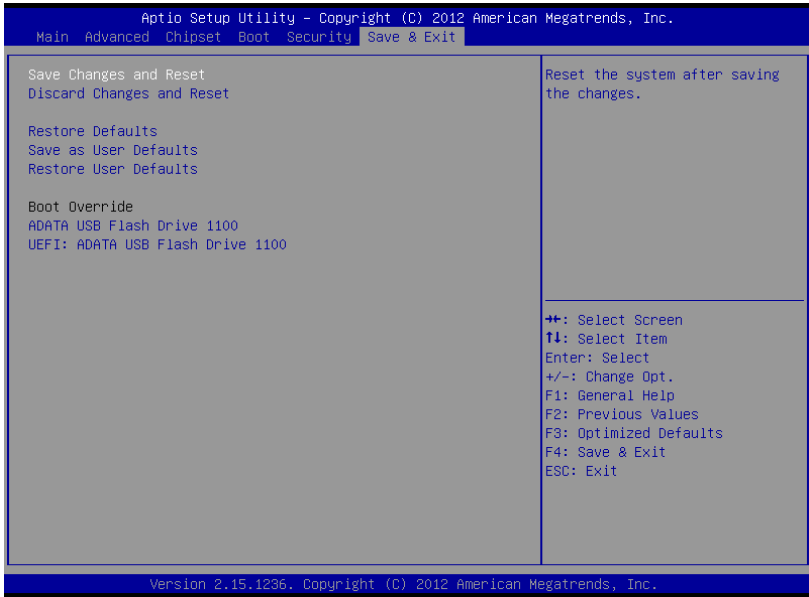 Aptio Setup Utility – Copyright (C) 2012 American Megatrends, Inc.
Main Advanced Chipset Boot Security Save & Exit
Save Changes and Reset
Discard Changes and Reset
Restore Defaults
Save as User Defaults
Restore User Defaults
Boot Override
ADATA USB Flash Drive 1100
UEFI: ADATA USB Flash Drive 1100
Reset the system after saving
the changes.
→←: Select Screen
↑↓: Select Item
Enter: Select
+/-: Change Opt.
F1: General Help
F2: Previous Values
F3: Optimized Defaults
F4: Save & Exit
ESC: Exit
Version 2.15.1236. Copyright (C) 2012 American Megatrends, Inc.